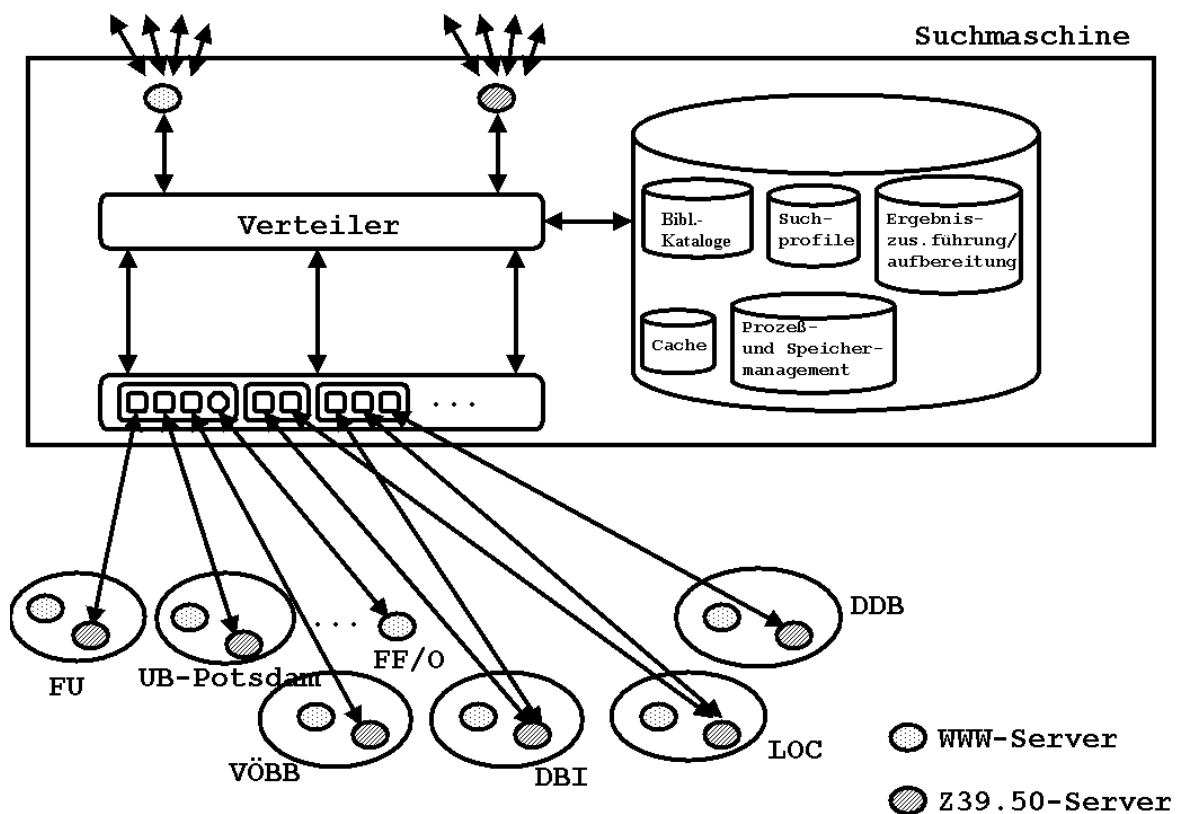 Suchmaschine
Verteiler
Bibl.-
Kataloge
Such-
profile
Ergebnis-
zus.führung/
aufbereitung
Cache
Prozeß-
und Speicher-
management
...
...
FU
UB-Potsdam
FF/O
DDB
VÖBB
DBI
LOC
WWW-Server
Z39.50-Server